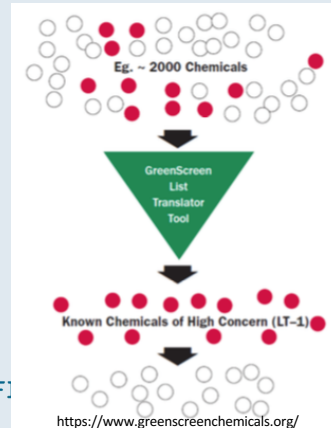 Eg. ~ 2000 Chemicals
GreenScreen
List
Translator
Tool
Known Chemicals of High Concern (LT–1)
https://www.greenscreenchemicals.org/